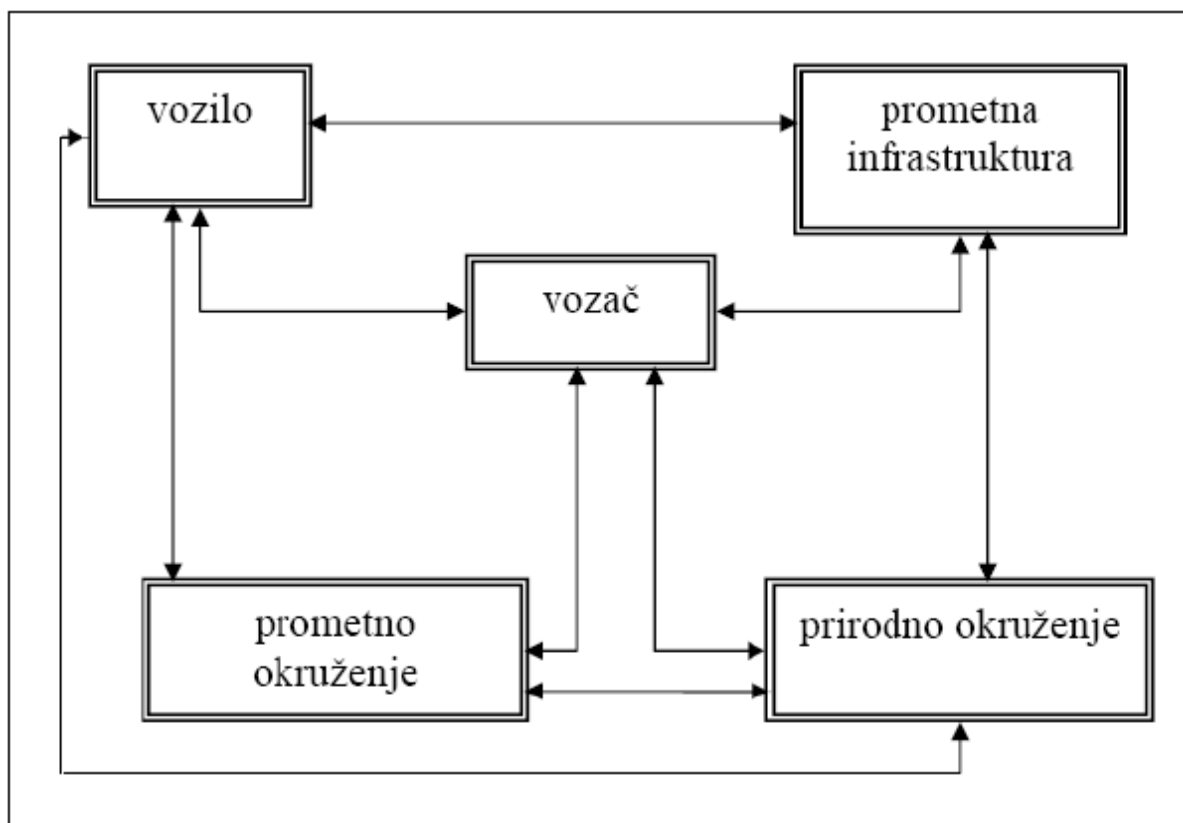 vozilo
prometna
infrastruktura
vozač
prometno
okruženje
prirodno okruženje